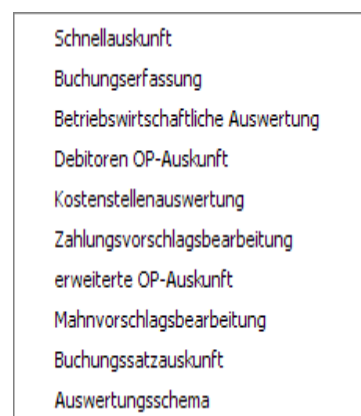 Schnellauskunft
Buchungserfassung
Betriebswirtschaftliche Auswertung
Debitoren OP-Auskunft
Kostenstellenauswertung
Zahlungsvorschlagsbearbeitung
erweiterte OP-Auskunft
Mahnvorschlagsbearbeitung
Buchungssatzauskunft
Auswertungsschema